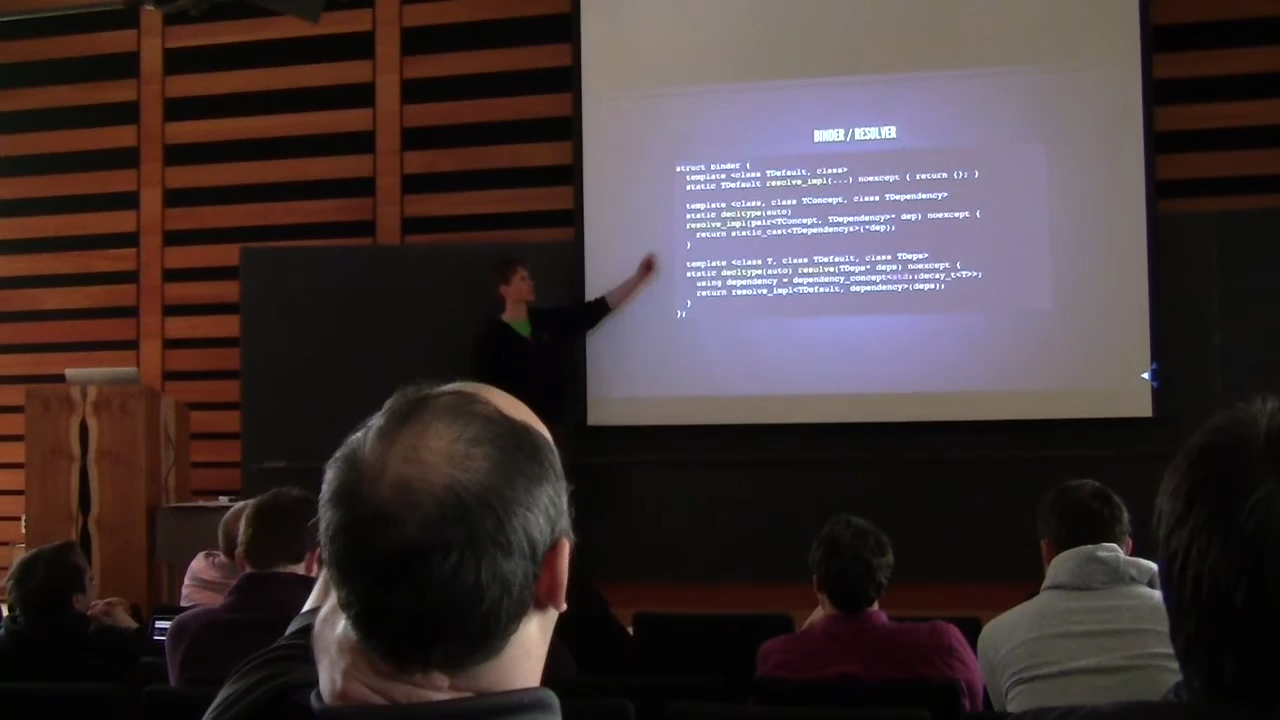 BINDER / RESOLVER
struct binder {
template <class TDefault, class>
static TDefault resolve_impl(...) noexcept { return {}; }
template <class, class TConcept, class TDependency>
static decltype(auto)
resolve_impl(pair<TConcept, TDependency>* dep) noexcept {
return static_cast<TDependency&>(*dep);
}
template <class T, class TDefault, class TDeps>
static decltype(auto) resolve(TDeps* deps) noexcept {
using dependency = dependency_concept<std::decay_t<T>>;
return resolve_impl<TDefault, dependency>(deps);
}
};